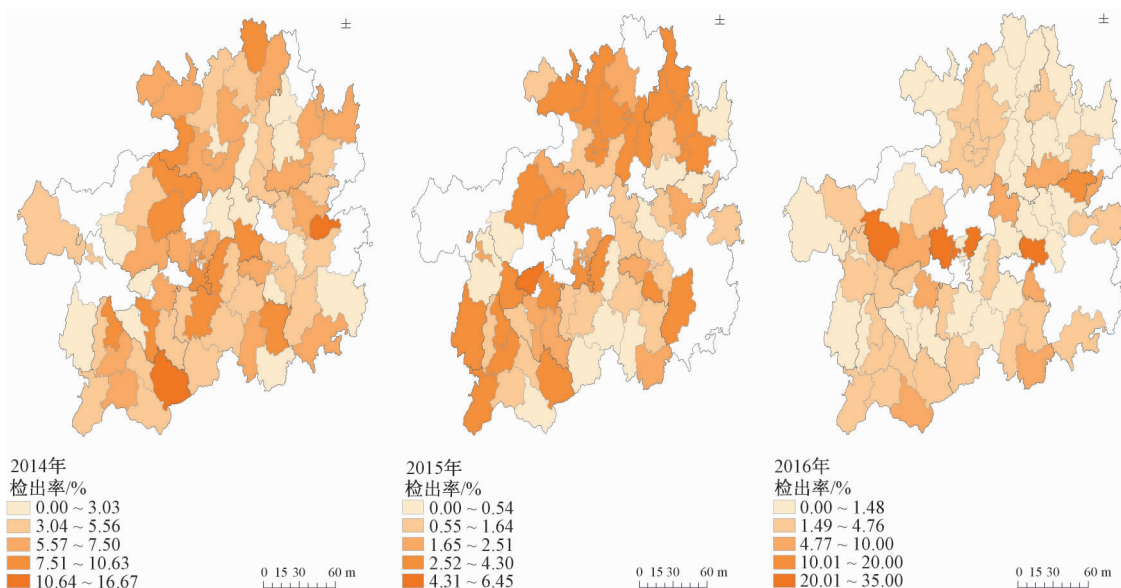 ±
±
±
2014年
检出率/%
0.00 ~ 3.03
3.04 ~ 5.56
5.57 ~ 7.50
7.51 ~ 10.63
10.64 ~ 16.67
0 15 30 60 m
2015年
检出率/%
0.00 ~ 0.54
0.55 ~ 1.64
1.65 ~ 2.51
2.52 ~ 4.30
4.31 ~ 6.45
0 15 30 60 m
2016年
检出率/%
0.00 ~ 1.48
1.49 ~ 4.76
4.77 ~ 10.00
10.01 ~ 20.00
20.01 ~ 35.00
0 15 30 60 m